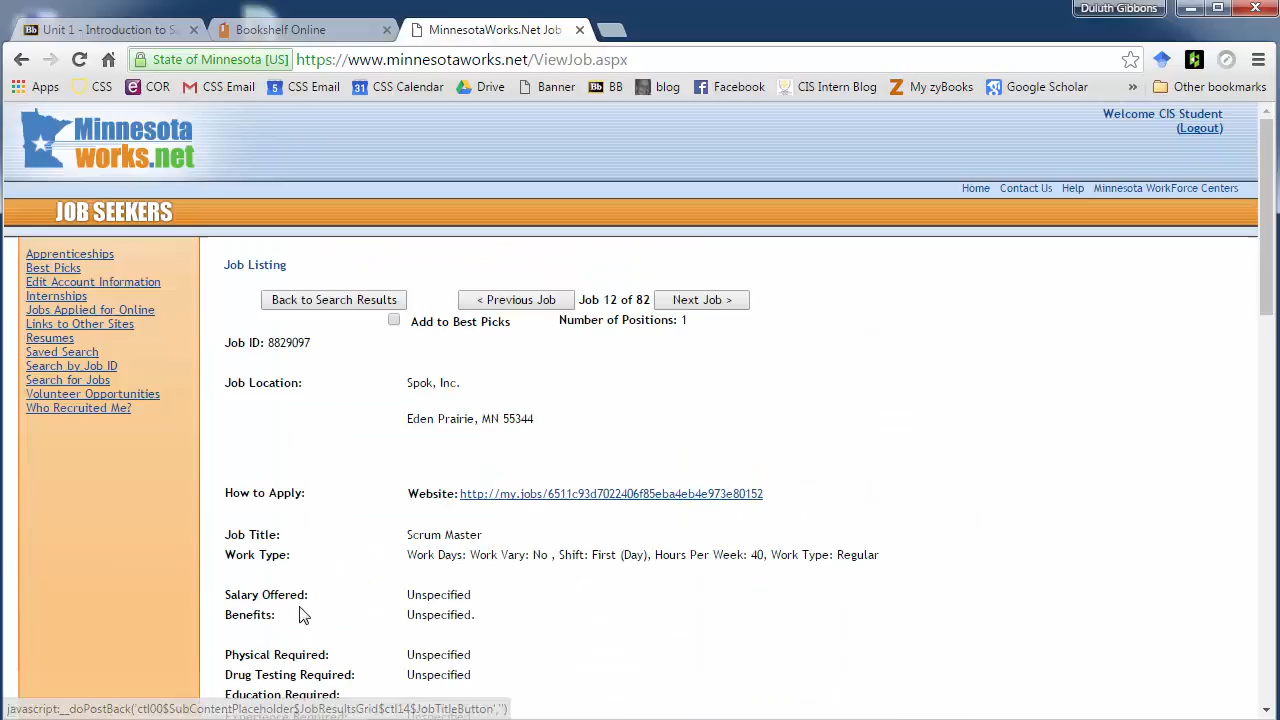 Duluth Gibbons
Unit 1 - Introduction to S
Bookshelf Online
MinnesotaWorks.Net Job
State of Minnesota [US] https://www.minnesotaworks.net/ViewJob.aspx
Apps CSS COR CSS Email CSS Email CSS Calendar Drive Banner BB blog Facebook CIS Intern Blog My zyBooks Google Scholar » Other bookmarks
Minnesota works.net
Welcome CIS Student
(Logout)
Home Contact Us Help Minnesota WorkForce Centers
JOB SEEKERS
Apprenticeships
Best Picks
Edit Account Information
Internships
Jobs Applied for Online
Links to Other Sites
Resumes
Saved Search
Search by Job ID
Search for Jobs
Volunteer Opportunities
Who Recruited Me?
Job Listing
Back to Search Results < Previous Job Job 12 of 82 Next Job >
Add to Best Picks Number of Positions: 1
Job ID: 8829097
Job Location: Spok, Inc.
Eden Prairie, MN 55344
How to Apply: Website: http://my.jobs/6511c93d7022406f85eba4eb4e973e80152
Job Title: Scrum Master
Work Type: Work Days: Work Vary: No , Shift: First (Day), Hours Per Week: 40, Work Type: Regular
Salary Offered: Unspecified
Benefits: Unspecified.
Physical Required: Unspecified
Drug Testing Required: Unspecified
Education Required:
javascript:__doPostBack('ctl00$SubContentPlaceholder$JobResultsGrid$ctl14$JobTitleButton','')